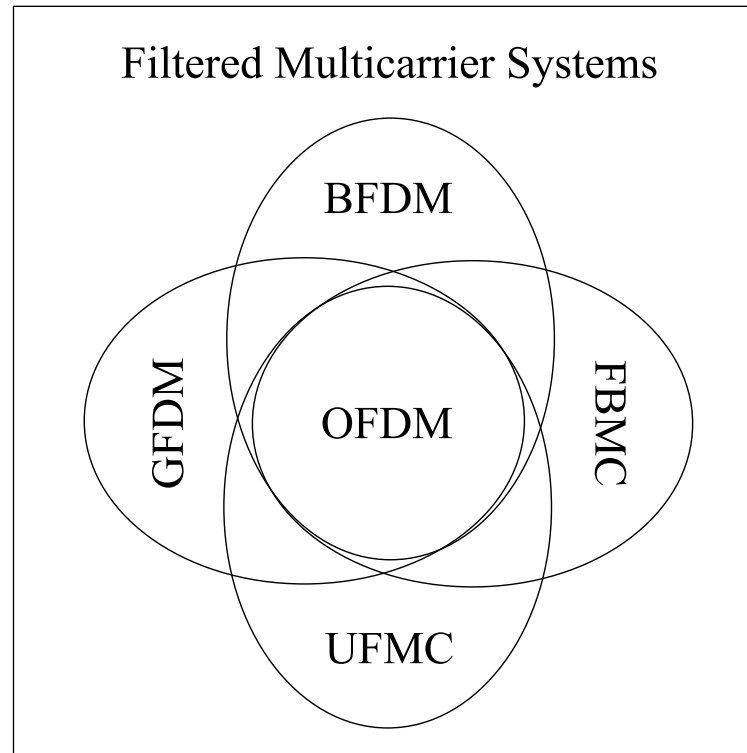 Filtered Multicarrier Systems
BFDM
GFDM
OFDM
FBMC
UFMC